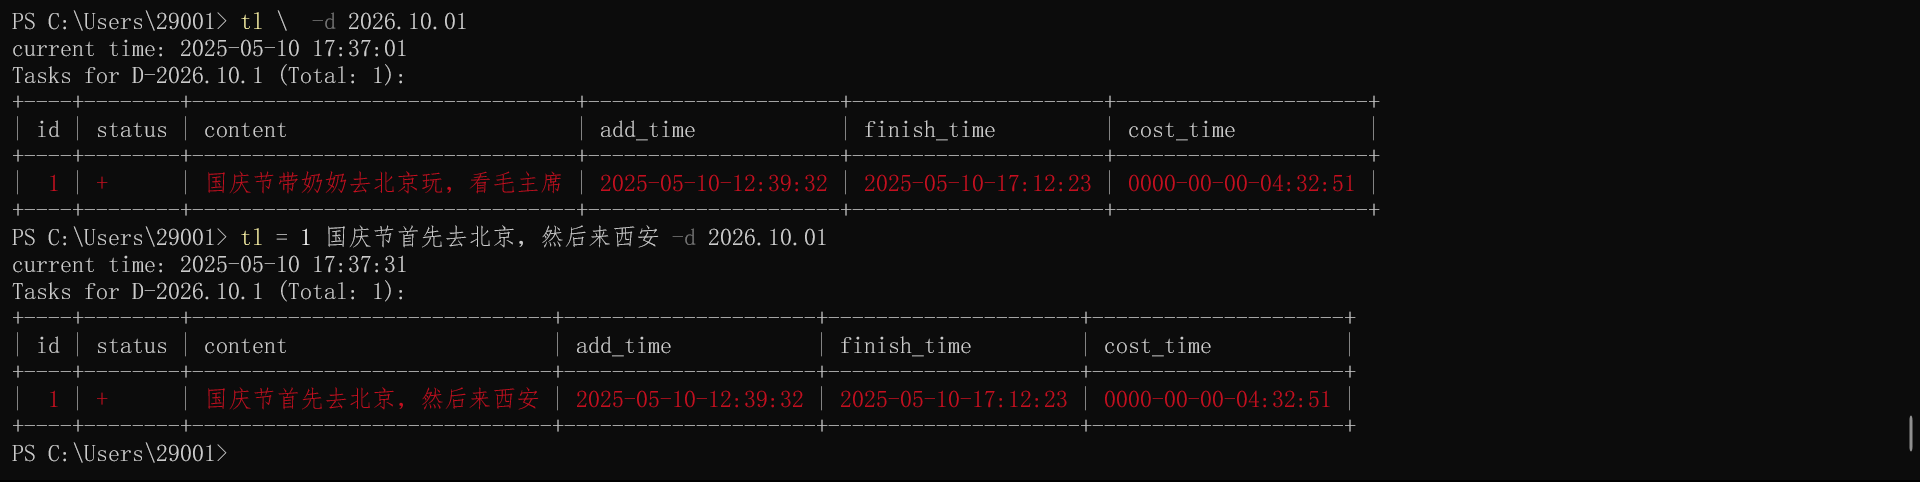 PS C:\Users\29001> tl \  -d 2026.10.01
current time: 2025-05-10 17:37:01
Tasks for D-2026.10.1 (Total: 1):
+----+--------+--------------------------------+---------------------+---------------------+---------------------+
| id | status | content                        | add_time            | finish_time         | cost_time           |
+----+--------+--------------------------------+---------------------+---------------------+---------------------+
|  1 | +      | 国庆节带奶奶去北京玩，看毛主席 | 2025-05-10-12:39:32 | 2025-05-10-17:12:23 | 0000-00-00-04:32:51 |
+----+--------+--------------------------------+---------------------+---------------------+---------------------+
PS C:\Users\29001> tl = 1 国庆节首先去北京，然后来西安 -d 2026.10.01
current time: 2025-05-10 17:37:31
Tasks for D-2026.10.1 (Total: 1):
+----+--------+------------------------------+---------------------+---------------------+---------------------+
| id | status | content                      | add_time            | finish_time         | cost_time           |
+----+--------+------------------------------+---------------------+---------------------+---------------------+
|  1 | +      | 国庆节首先去北京，然后来西安 | 2025-05-10-12:39:32 | 2025-05-10-17:12:23 | 0000-00-00-04:32:51 |
+----+--------+------------------------------+---------------------+---------------------+---------------------+
PS C:\Users\29001>